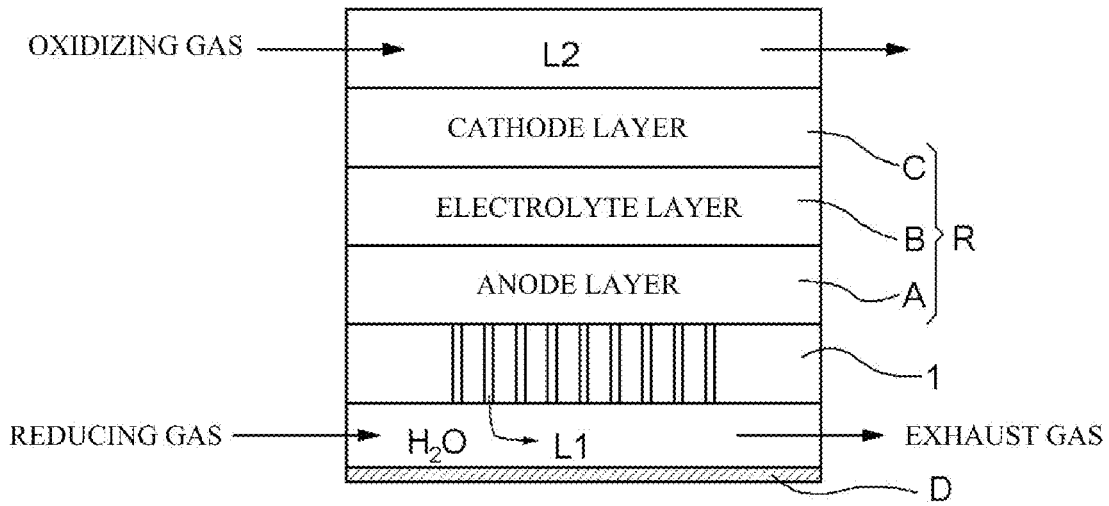 OXIDIZING GAS
L2
CATHODE LAYER
C
ELECTROLYTE LAYER
B
R
ANODE LAYER
A
1
REDUCING GAS
H₂O
L1
EXHAUST GAS
D